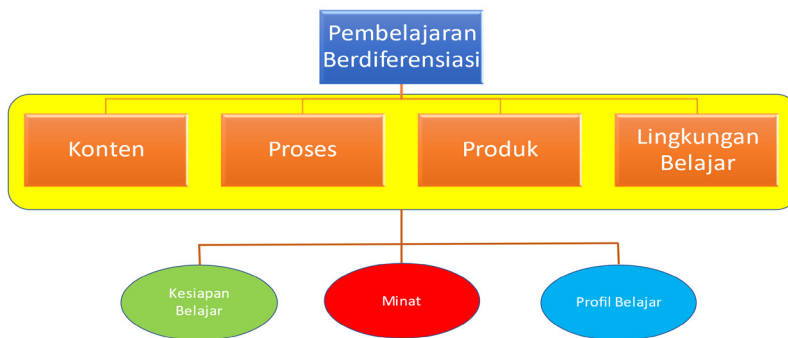 Pembelajaran
Berdiferensiasi
Konten
Proses
Produk
Lingkungan
Belajar
Kesiapan
Belajar
Minat
Profil Belajar